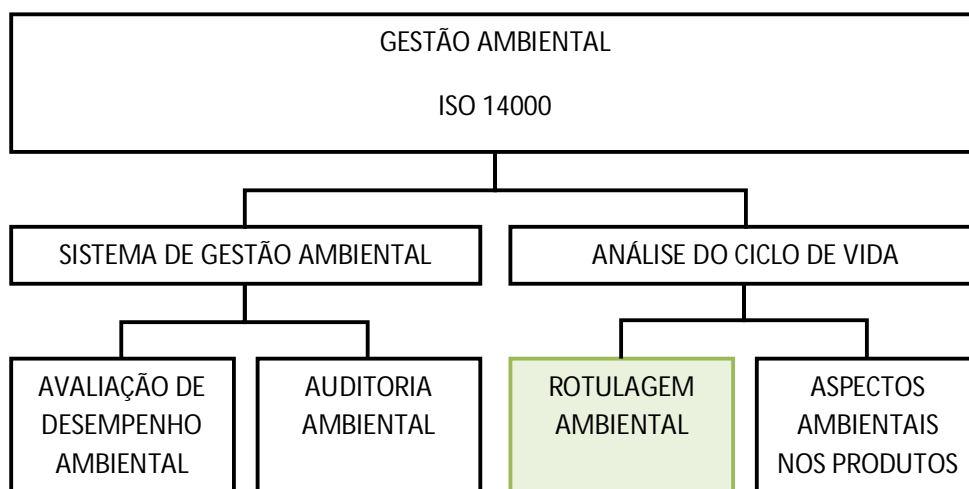 GESTÃO AMBIENTAL
ISO 14000
SISTEMA DE GESTÃO AMBIENTAL
ANÁLISE DO CICLO DE VIDA
AVALIAÇÃO DE
DESEMPENHO
AMBIENTAL
AUDITORIA
AMBIENTAL
ROTULAGEM
AMBIENTAL
ASPECTOS
AMBIENTAIS
NOS PRODUTOS